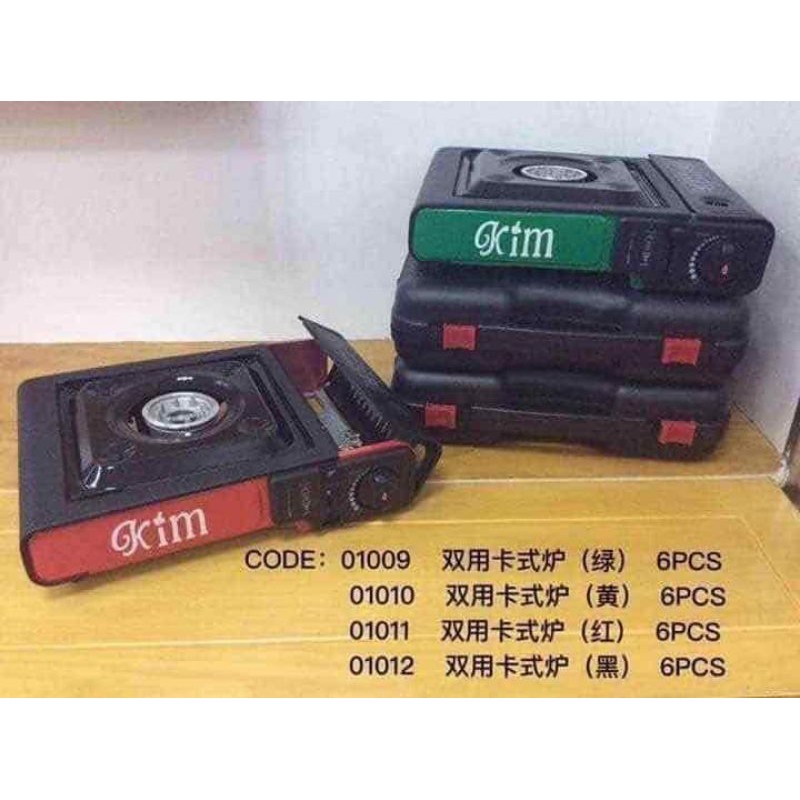 Kim
Kim
CODE: 01009 双用卡式炉（绿） 6PCS
01010 双用卡式炉（黄） 6PCS
01011 双用卡式炉（红） 6PCS
01012 双用卡式炉（黑） 6PCS